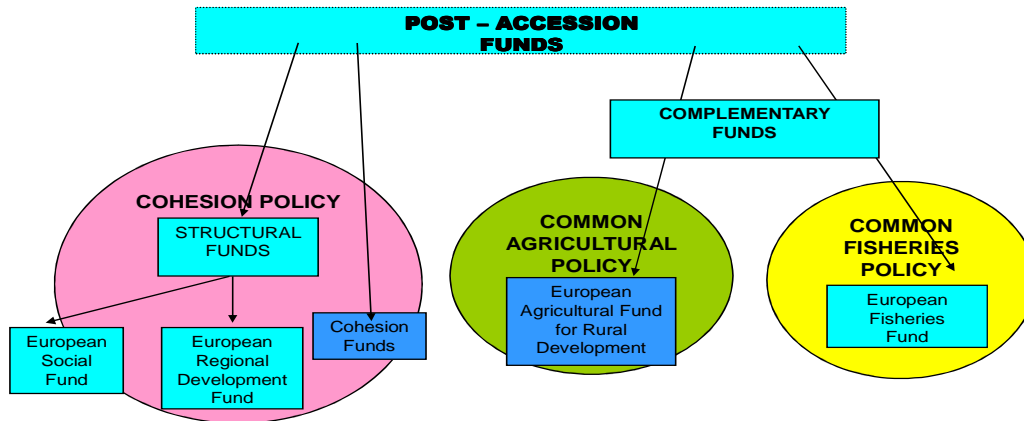 POST – ACCESSION
FUNDS
COMPLEMENTARY
FUNDS
COHESION POLICY
STRUCTURAL
FUNDS
European
Social
Fund
European
Regional
Development
Fund
Cohesion
Funds
COMMON
AGRICULTURAL
POLICY
European
Agricultural Fund
for Rural
Development
COMMON
FISHERIES
POLICY
European
Fisheries
Fund